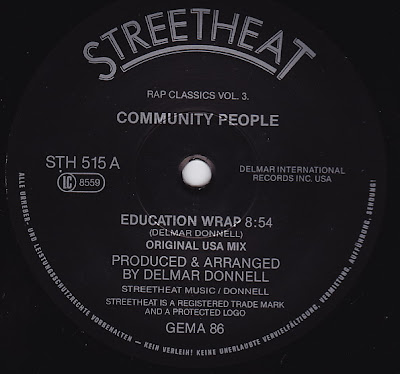 STREETHEAT
RAP CLASSICS VOL. 3.
COMMUNITY PEOPLE
STH 515 A
LC 8559
DELMAR INTERNATIONAL
RECORDS INC. USA
EDUCATION WRAP 8:54
(DELMAR DONNELL)
ORIGINAL USA MIX
PRODUCED & ARRANGED
BY DELMAR DONNELL
STREETHEAT MUSIC / DONNELL
STREETHEAT IS A REGISTERED TRADE MARK
AND A PROTECTED LOGO
GEMA 86
ALLE URHEBER- UND LEISTUNGSSCHUTZRECHTE VORBEHALTEN – KEIN VERLEIH! KEINE UNERLAUBTE VERVIELFÄLTIGUNG, VERMIETUNG, AUFFÜHRUNG, SENDUNG!